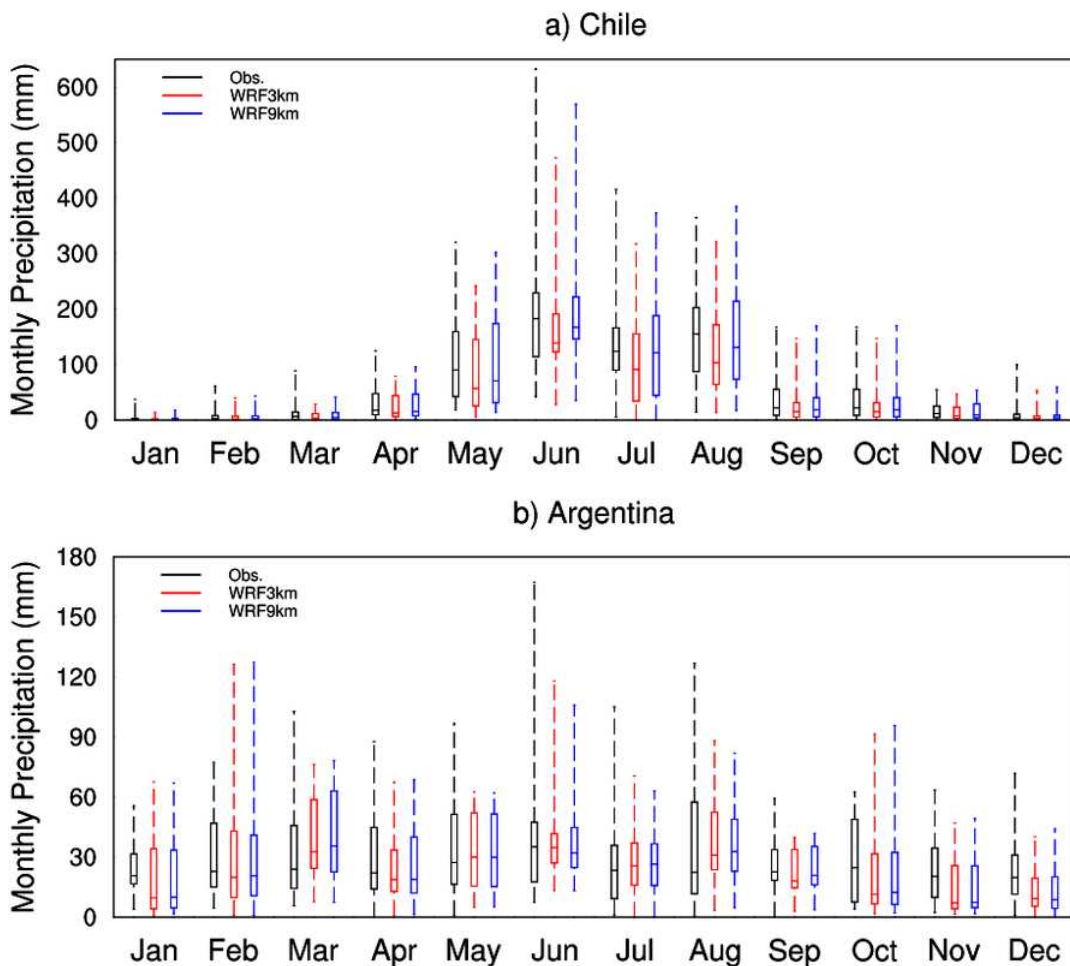 a) Chile
Monthly Precipitation (mm)
600
500
400
300
200
100
0
Obs.
WRF3km
WRF9km
Jan Feb Mar Apr May Jun Jul Aug Sep Oct Nov Dec
b) Argentina
Monthly Precipitation (mm)
180
150
120
90
60
30
0
Obs.
WRF3km
WRF9km
Jan Feb Mar Apr May Jun Jul Aug Sep Oct Nov Dec